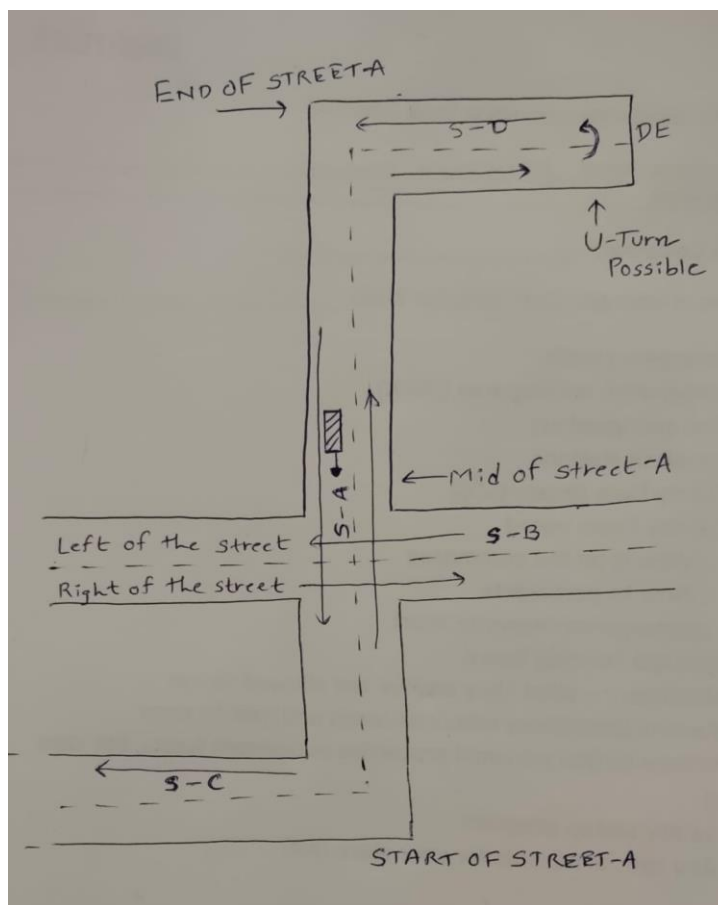 END OF STREET-A
S-D
DE
U-Turn
Possible
Mid of street-A
S-A
Left of the street
S-B
Right of the street
S-C
START OF STREET-A